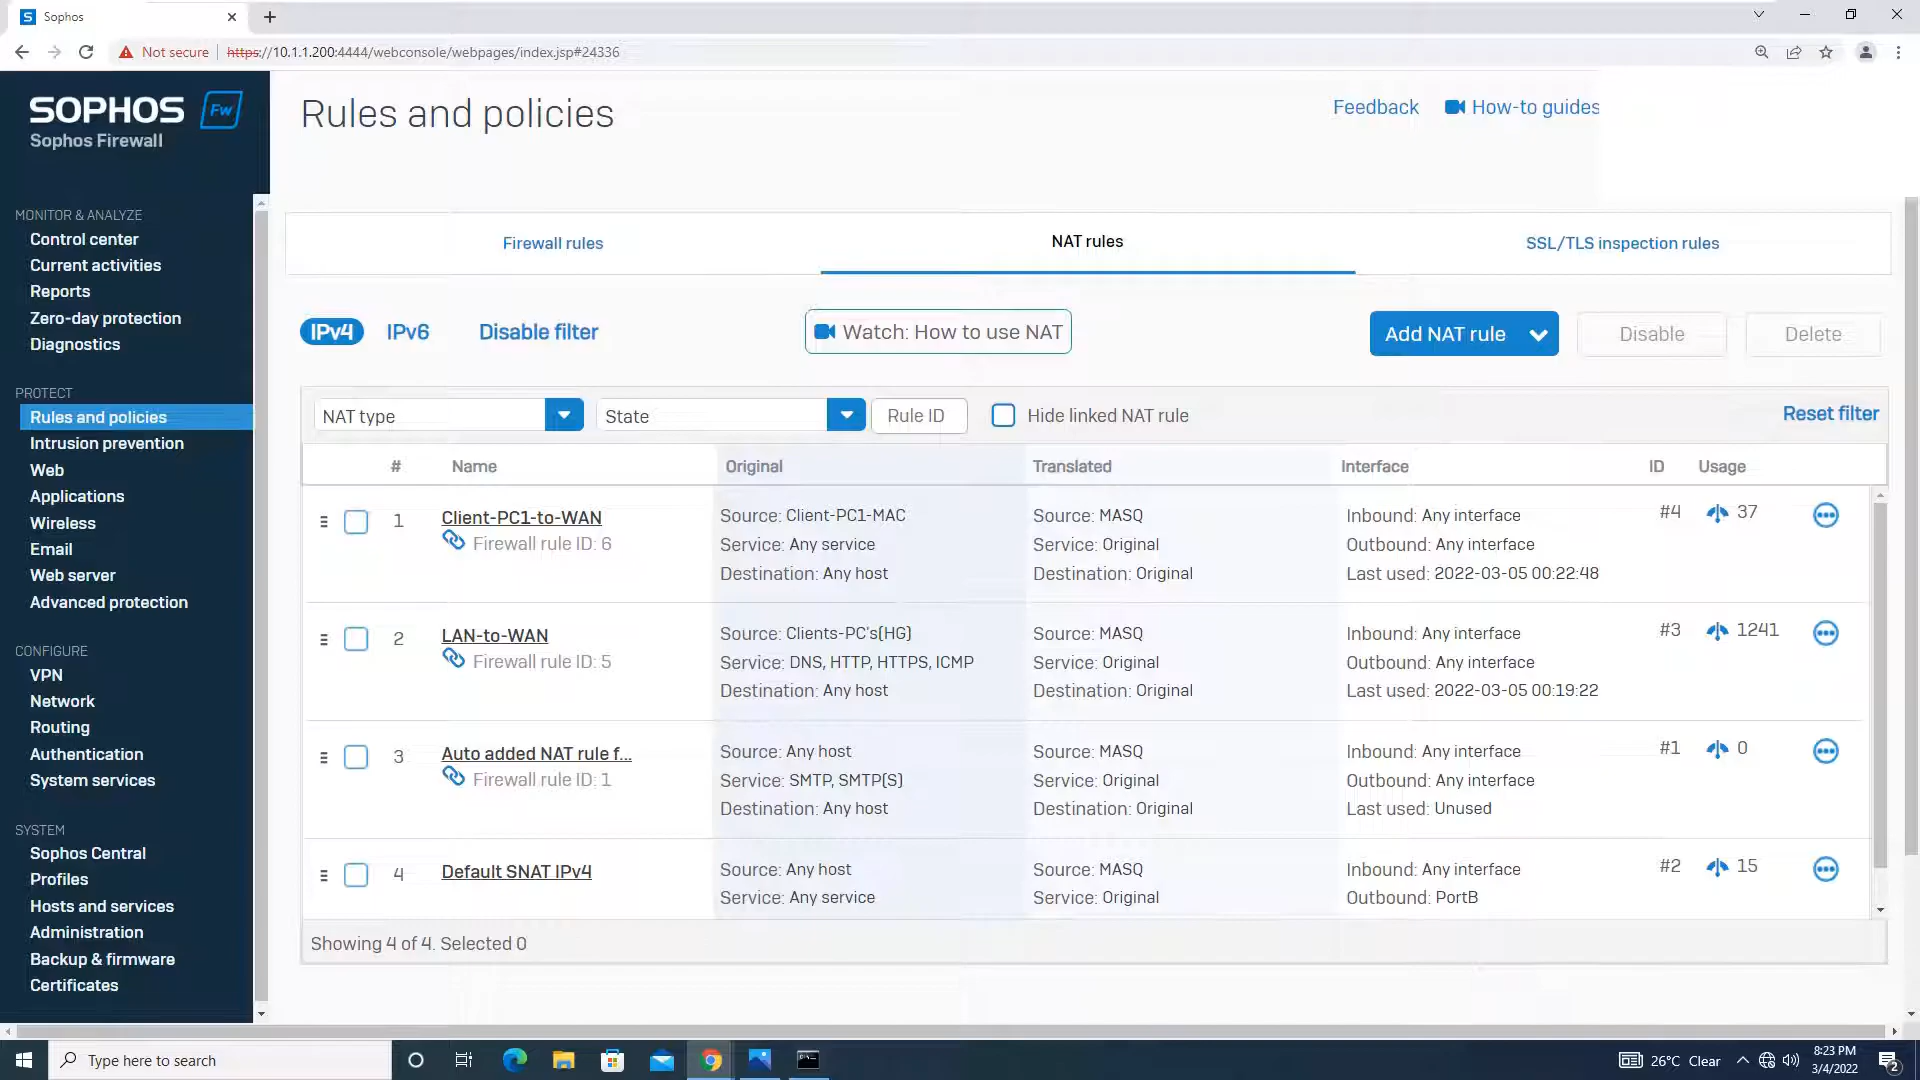 Sophos
Not secure
https://10.1.1.200:4444/webconsole/webpages/index.jsp#24336
SOPHOS Fw
Sophos Firewall
Rules and policies
Feedback
How-to guides
MONITOR & ANALYZE
Control center
Current activities
Reports
Zero-day protection
Diagnostics
PROTECT
Rules and policies
Intrusion prevention
Web
Applications
Wireless
Email
Web server
Advanced protection
CONFIGURE
VPN
Network
Routing
Authentication
System services
SYSTEM
Sophos Central
Profiles
Hosts and services
Administration
Backup & firmware
Certificates
Firewall rules
NAT rules
SSL/TLS inspection rules
IPv4 IPv6 Disable filter
Watch: How to use NAT
Add NAT rule
Disable
Delete
NAT type
State
Rule ID
Hide linked NAT rule
Reset filter
# Name Original Translated Interface ID Usage
1 Client-PC1-to-WAN
Firewall rule ID: 6
Source: Client-PC1-MAC
Service: Any service
Destination: Any host
Source: MASQ
Service: Original
Destination: Original
Inbound: Any interface
Outbound: Any interface
Last used: 2022-03-05 00:22:48
#4 37
2 LAN-to-WAN
Firewall rule ID: 5
Source: Clients-PC's(HG)
Service: DNS, HTTP, HTTPS, ICMP
Destination: Any host
Source: MASQ
Service: Original
Destination: Original
Inbound: Any interface
Outbound: Any interface
Last used: 2022-03-05 00:19:22
#3 1241
3 Auto added NAT rule f...
Firewall rule ID: 1
Source: Any host
Service: SMTP, SMTP(S)
Destination: Any host
Source: MASQ
Service: Original
Destination: Original
Inbound: Any interface
Outbound: Any interface
Last used: Unused
#1 0
4 Default SNAT IPv4
Source: Any host
Service: Any service
Source: MASQ
Service: Original
Inbound: Any interface
Outbound: PortB
#2 15
Showing 4 of 4. Selected 0
Type here to search
26°C Clear
8:23 PM
3/4/2022
2